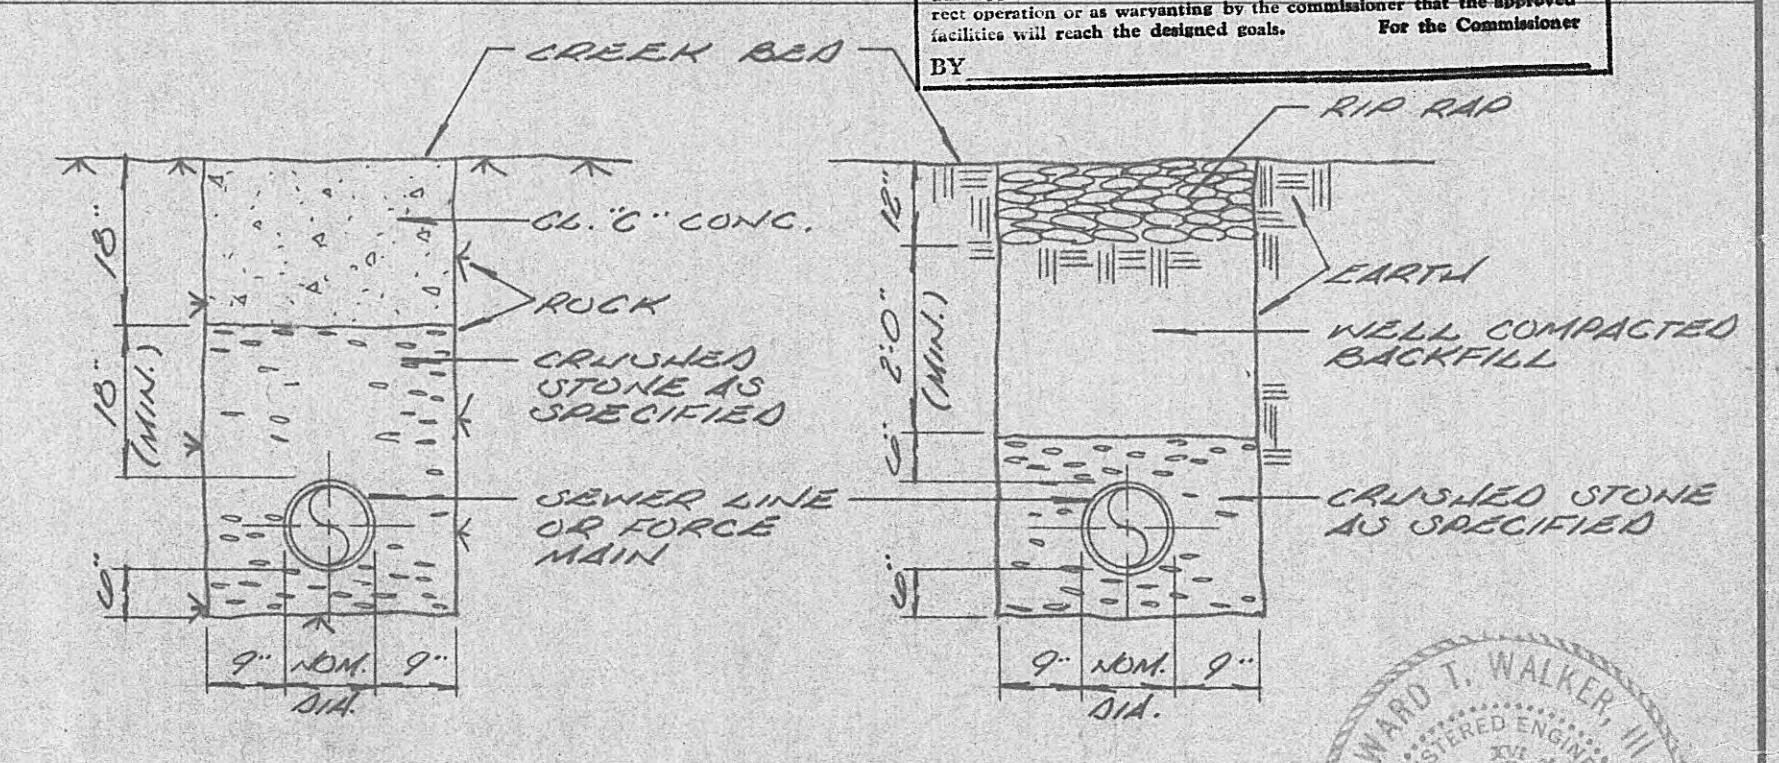 rect operation or as waryanting by the commissioner that the approved
facilities will reach the designed goals. For the Commissioner
BY
CREEK BED
RIP RAP
18"
CL. "C" CONC.
ROCK
18"
(MIN.)
CRUSHED
STONE AS
SPECIFIED
SEWER LINE
OR FORCE
MAIN
6"
9" NOM. 9"
DIA.
12"
EARTH
2'-0"
(MIN.)
WELL COMPACTED
BACKFILL
6"
CRUSHED STONE
AS SPECIFIED
6"
9" NOM. 9"
DIA.
WARD T. WALKER, III
STERED ENGIN
XVI